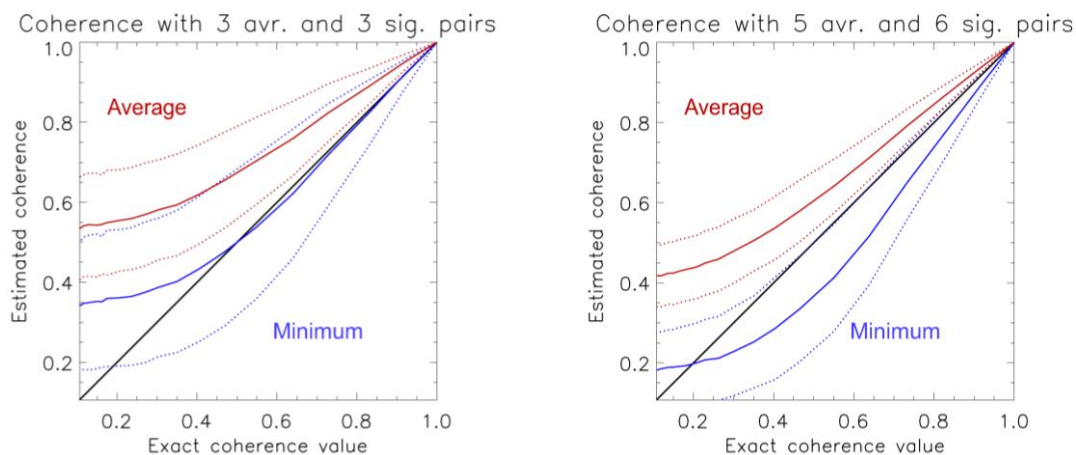 Coherence with 3 avr. and 3 sig. pairs
1.0
0.8
0.6
0.4
0.2
Estimated coherence
Average
Minimum
0.2 0.4 0.6 0.8 1.0
Exact coherence value
Coherence with 5 avr. and 6 sig. pairs
1.0
0.8
0.6
0.4
0.2
Estimated coherence
Average
Minimum
0.2 0.4 0.6 0.8 1.0
Exact coherence value